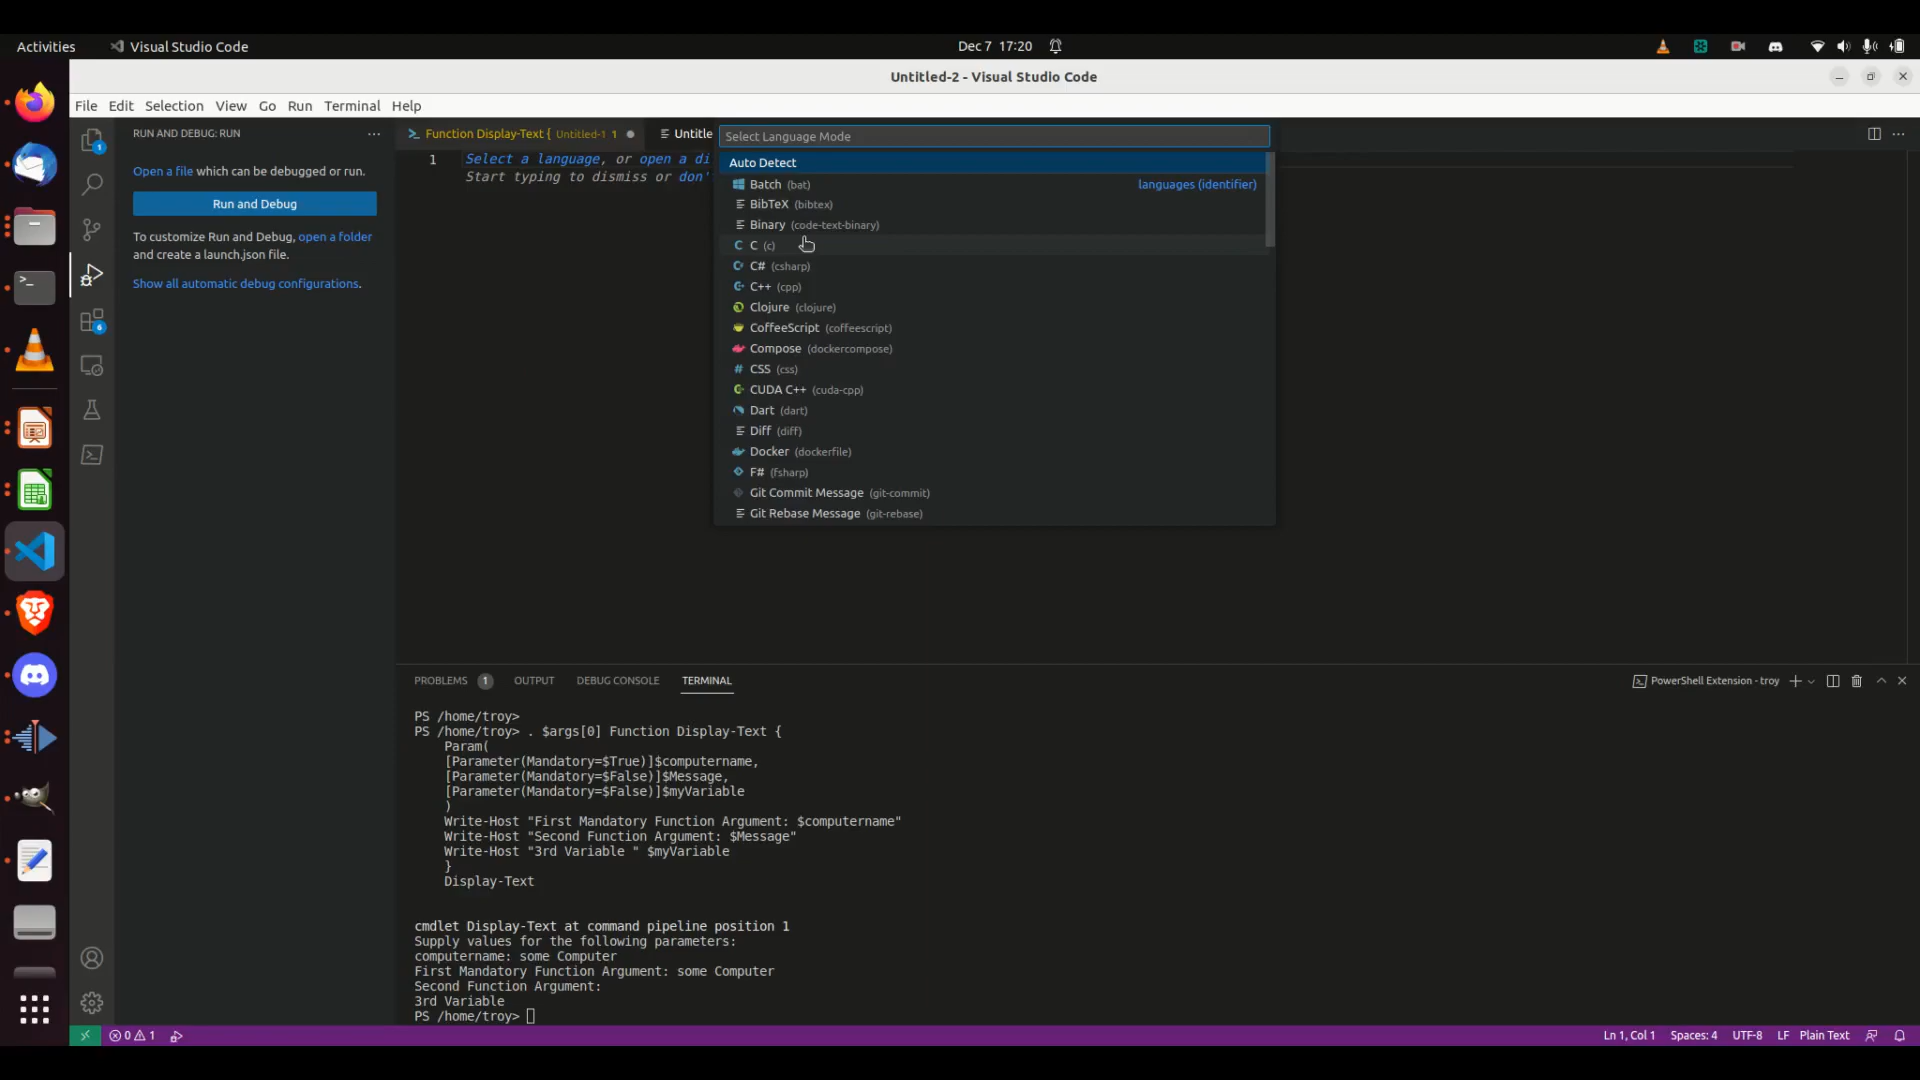 Activities
Visual Studio Code
Dec 7 17:20
Untitled-2 - Visual Studio Code
File Edit Selection View Go Run Terminal Help
RUN AND DEBUG: RUN
Open a file which can be debugged or run.
Run and Debug
To customize Run and Debug, open a folder
and create a launch.json file.
Show all automatic debug configurations.
Function Display-Text { Untitled-1 1
Untitle
1
Select a language, or open a di
Start typing to dismiss or don'
Select Language Mode
Auto Detect
Batch (bat) languages (identifier)
BibTeX (bibtex)
Binary (code-text-binary)
C (c)
C# (csharp)
C++ (cpp)
Clojure (clojure)
CoffeeScript (coffeescript)
Compose (dockercompose)
CSS (css)
CUDA C++ (cuda-cpp)
Dart (dart)
Diff (diff)
Docker (dockerfile)
F# (fsharp)
Git Commit Message (git-commit)
Git Rebase Message (git-rebase)
1
6
PROBLEMS 1 OUTPUT DEBUG CONSOLE TERMINAL
PowerShell Extension - troy
PS /home/troy>
PS /home/troy> . $args[0] Function Display-Text {
Param(
[Parameter(Mandatory=$True)]$computername,
[Parameter(Mandatory=$False)]$Message,
[Parameter(Mandatory=$False)]$myVariable
)
Write-Host "First Mandatory Function Argument: $computername"
Write-Host "Second Function Argument: $Message"
Write-Host "3rd Variable " $myVariable
}
Display-Text
cmdlet Display-Text at command pipeline position 1
Supply values for the following parameters:
computername: some Computer
First Mandatory Function Argument: some Computer
Second Function Argument:
3rd Variable
PS /home/troy>
0 1
Ln 1, Col 1 Spaces: 4 UTF-8 LF Plain Text